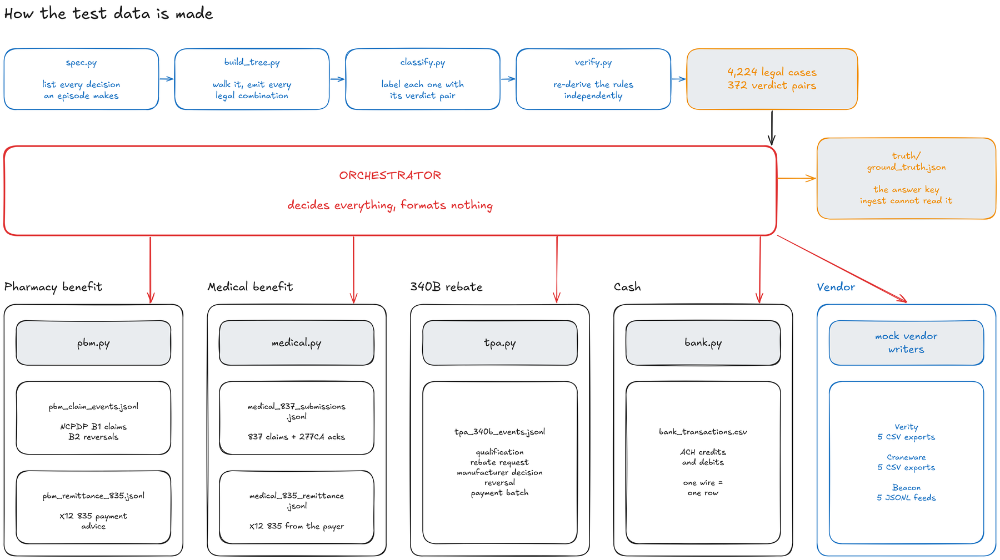 How the test data is made
spec.py
list every decision
an episode makes
build_tree.py
walk it, emit every
legal combination
classify.py
label each one with
its verdict pair
verify.py
re-derive the rules
independently
4,224 legal cases
372 verdict pairs
ORCHESTRATOR
decides everything, formats nothing
truth/
ground_truth.json
the answer key
ingest cannot read it
Pharmacy benefit
pbm.py
pbm_claim_events.jsonl
NCPDP B1 claims
B2 reversals
pbm_remittance_835.jsonl
X12 835 payment
advice
Medical benefit
medical.py
medical_837_submissions
.jsonl
837 claims + 277CA acks
medical_835_remittance
.jsonl
X12 835 from the payer
340B rebate
tpa.py
tpa_340b_events.jsonl
qualification
rebate request
manufacturer decision
reversal
payment batch
Cash
bank.py
bank_transactions.csv
ACH credits
and debits
one wire =
one row
Vendor
mock vendor
writers
Verity
5 CSV exports
Craneware
5 CSV exports
Beacon
5 JSONL feeds